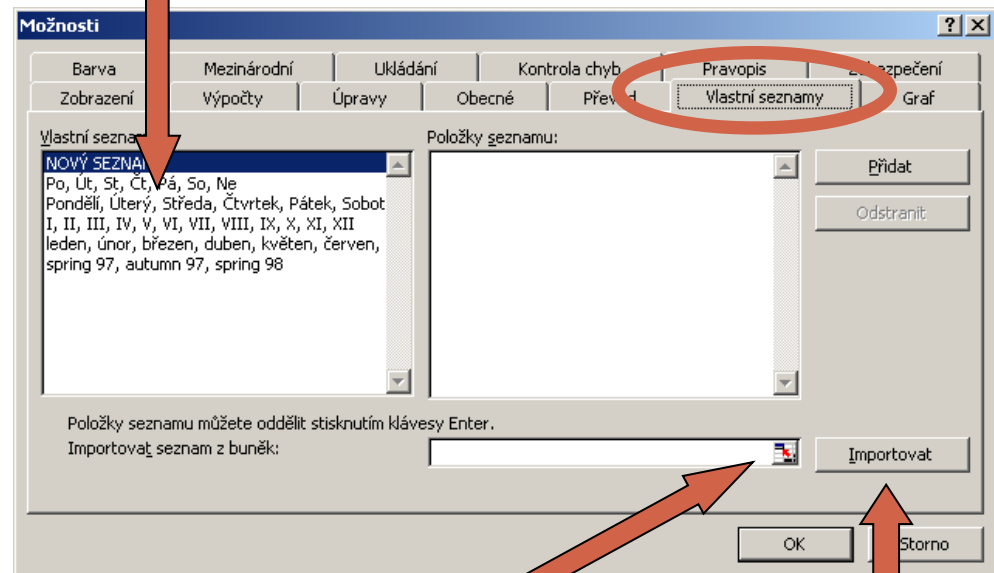 Možnosti
Barva Mezinárodní Ukládání Kontrola chyb Pravopis
Zobrazení Výpočty Úpravy Obecné Vlastní seznamy Graf
Vlastní Položky seznamu:
NOVÝ
Po, Út, St, Čt, Pá, So, Ne
Pondělí, Úterý, Středa, Čtvrtek, Pátek, Sobot
I, II, III, IV, V, VI, VII, VIII, IX, X, XI, XII
leden, únor, březen, duben, květen, červen,
spring 97, autumn 97, spring 98
Přidat
Odstranit
Položky seznamu můžete oddělit stisknutím klávesy Enter.
Importovat seznam z buněk:
Importovat
OK Storno